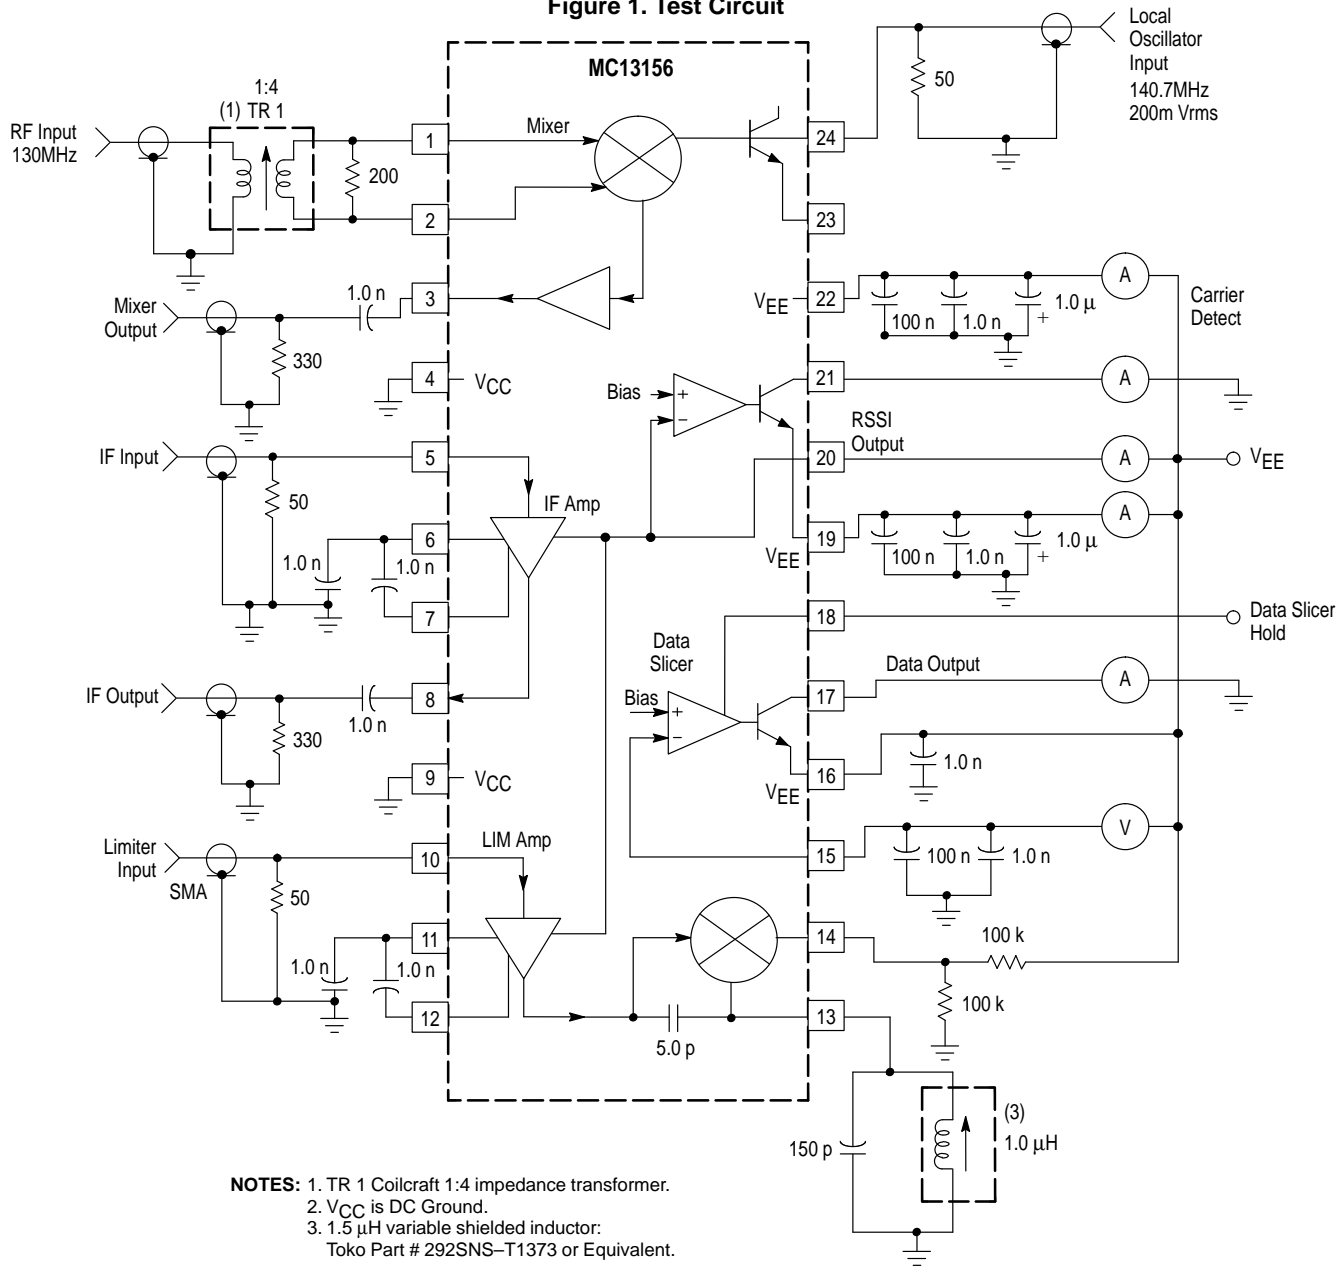 Figure 1. Test Circuit
MC13156
Local
Oscillator
Input
140.7MHz
200m Vrms
50
1:4
(1) TR 1
RF Input
130MHz
200
1
2
Mixer
24
23
Mixer
Output
1.0 n
3
330
VEE
22
100 n
1.0 n
+
1.0 µ
A
Carrier
Detect
4
VCC
Bias
+
−
21
A
RSSI
Output
20
A
VEE
IF Input
5
50
IF Amp
1.0 n
6
1.0 n
7
VEE
19
100 n
1.0 n
+
1.0 µ
A
18
Data Slicer
Hold
Data
Slicer
Data Output
IF Output
8
1.0 n
330
Bias
+
−
17
A
9
VCC
VEE
16
1.0 n
Limiter
Input
SMA
10
50
LIM Amp
15
100 n
1.0 n
V
11
1.0 n
1.0 n
12
14
100 k
100 k
5.0 p
13
150 p
(3)
1.0 µH
NOTES: 1. TR 1 Coilcraft 1:4 impedance transformer.
2. VCC is DC Ground.
3. 1.5 µH variable shielded inductor:
Toko Part # 292SNS–T1373 or Equivalent.